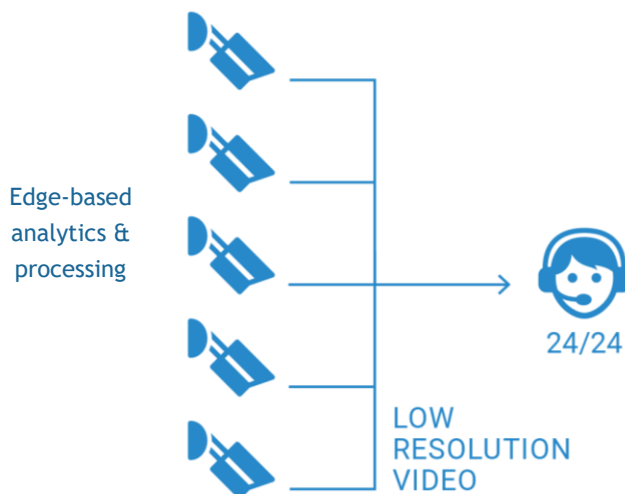 Edge-based
analytics &
processing
24/24
LOW
RESOLUTION
VIDEO